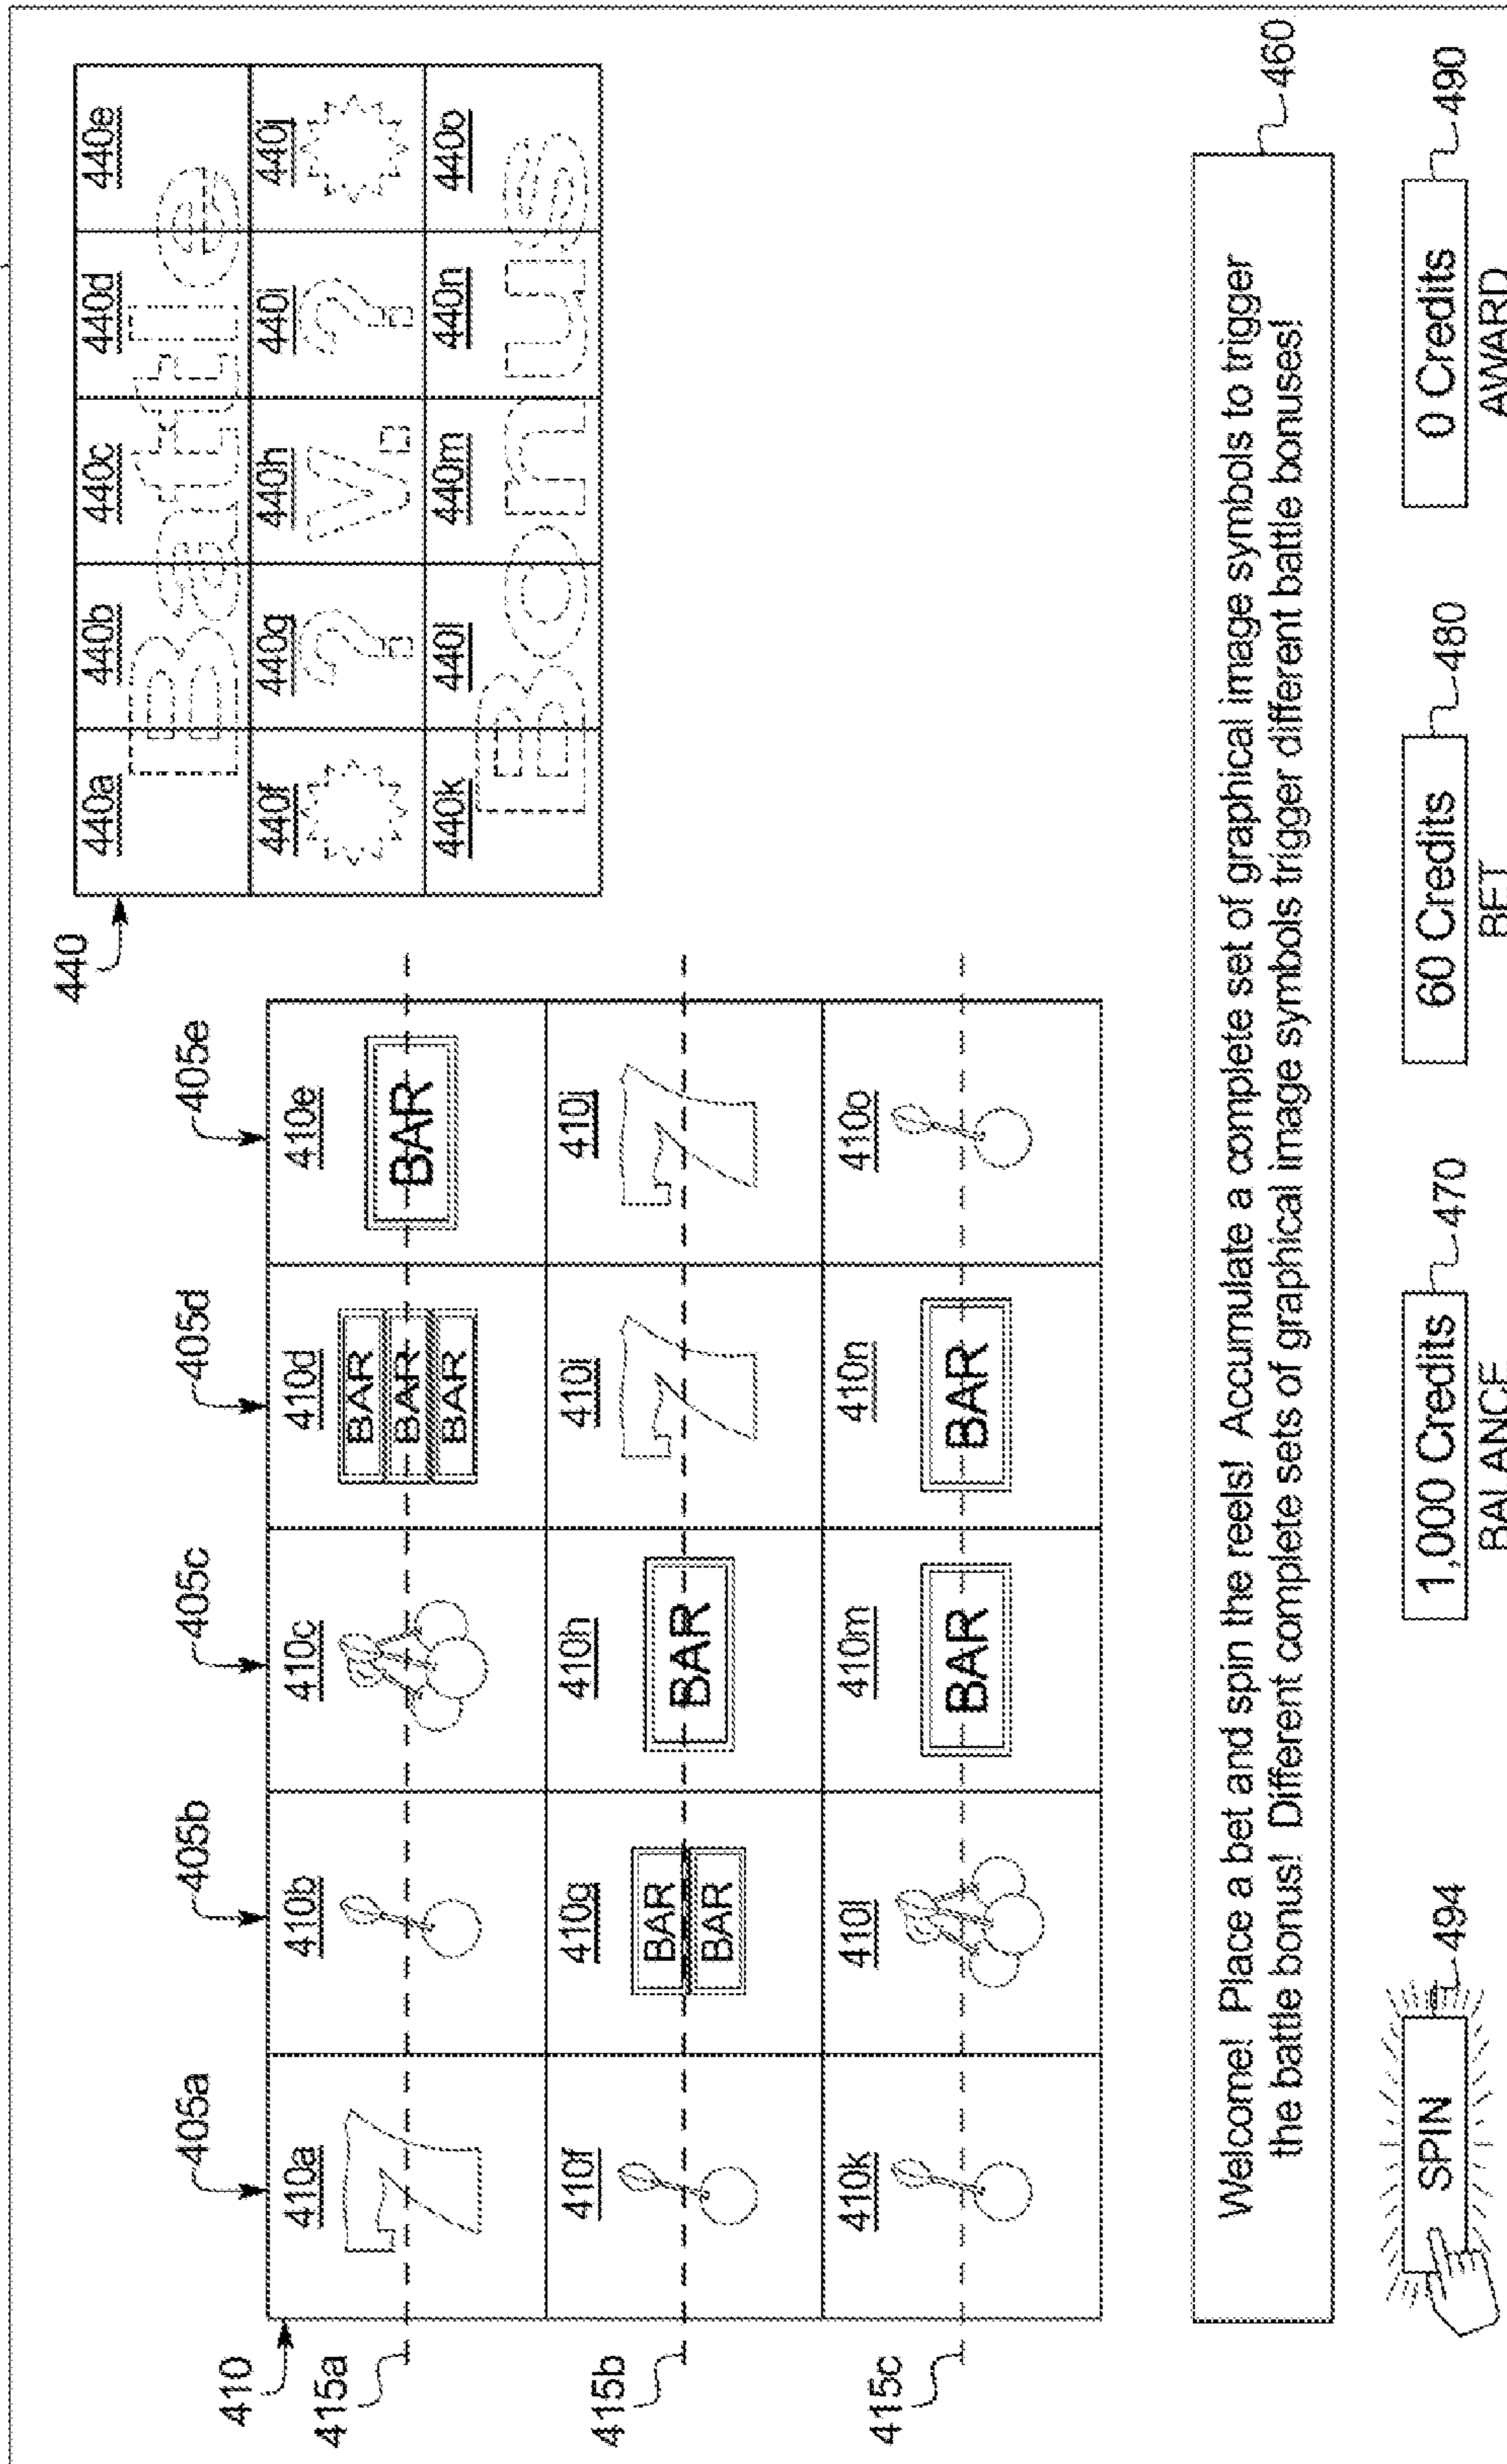 440
440a 440b 440c 440d 440e
Battle
440f 440g 440h 440i 440j
? V. ?
440k 440l 440m 440n 440o
Bonus
405a 405b 405c 405d 405e
410
410a 410b 410c 410d 410e
BAR
BAR
BAR
BAR
415a
410f 410g 410h 410i 410j
7
BAR
BAR
BAR
7 7
415b
410k 410l 410m 410n 410o
BAR BAR
415c
Welcome! Place a bet and spin the reels! Accumulate a complete set of graphical image symbols to trigger
the battle bonus! Different complete sets of graphical image symbols trigger different battle bonuses!
460
SPIN 494
1,000 Credits 470
BALANCE
60 Credits 480
BET
0 Credits 490
AWARD